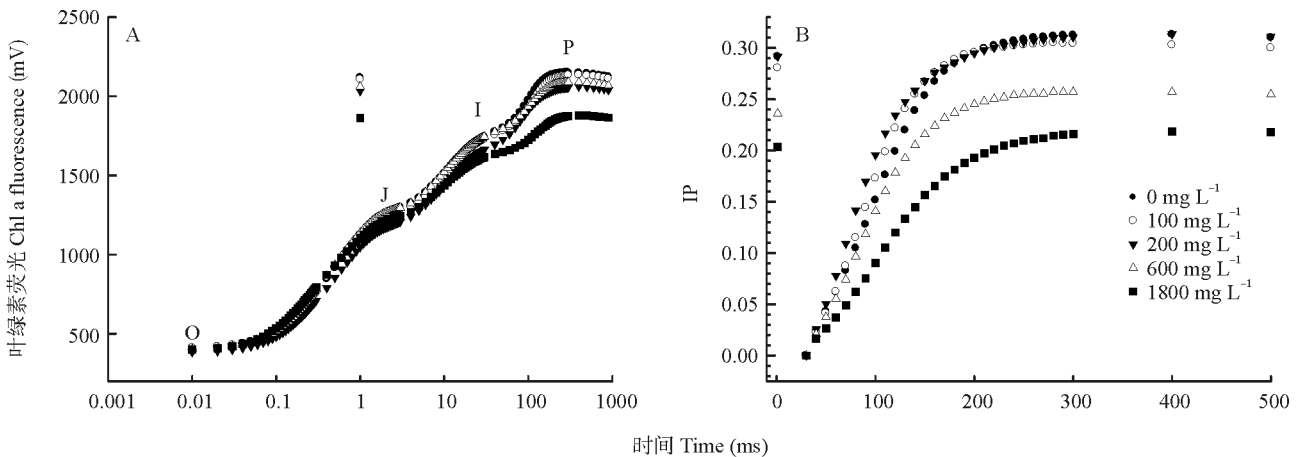 A
叶绿素荧光 Chl a fluorescence (mV)
2500
2000
1500
1000
500
O
J
I
P
0.001
0.01
0.1
1
10
100
1000
B
IP
0.30
0.25
0.20
0.15
0.10
0.05
0.00
0
100
200
300
400
500
0 mg L⁻¹
100 mg L⁻¹
200 mg L⁻¹
600 mg L⁻¹
1800 mg L⁻¹
时间 Time (ms)